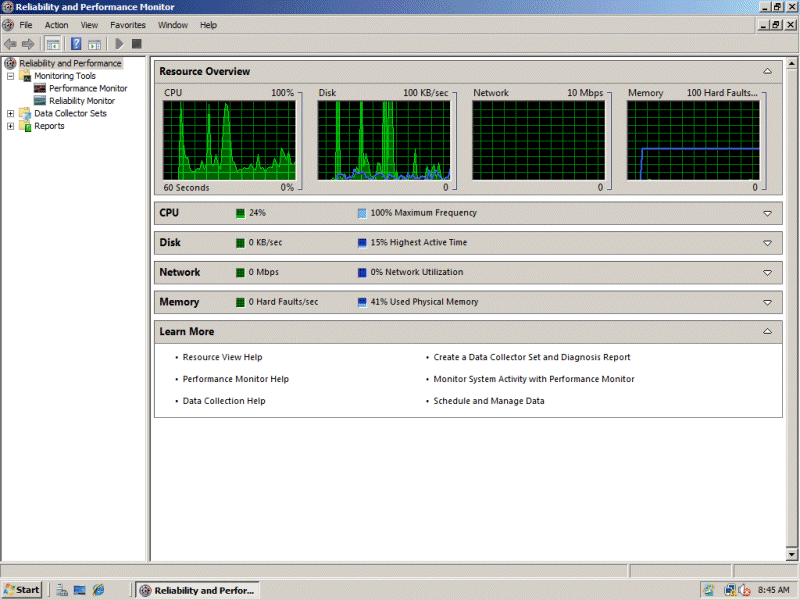 Reliability and Performance Monitor
File Action View Favorites Window Help
Reliability and Performance
Monitoring Tools
Performance Monitor
Reliability Monitor
Data Collector Sets
Reports
Resource Overview
CPU 100% Disk 100 KB/sec Network 10 Mbps Memory 100 Hard Faults...
60 Seconds 0% 0 0 0
CPU 24% 100% Maximum Frequency
Disk 0 KB/sec 15% Highest Active Time
Network 0 Mbps 0% Network Utilization
Memory 0 Hard Faults/sec 41% Used Physical Memory
Learn More
• Resource View Help • Create a Data Collector Set and Diagnosis Report
• Performance Monitor Help • Monitor System Activity with Performance Monitor
• Data Collection Help • Schedule and Manage Data
Start Reliability and Perfor... 8:45 AM